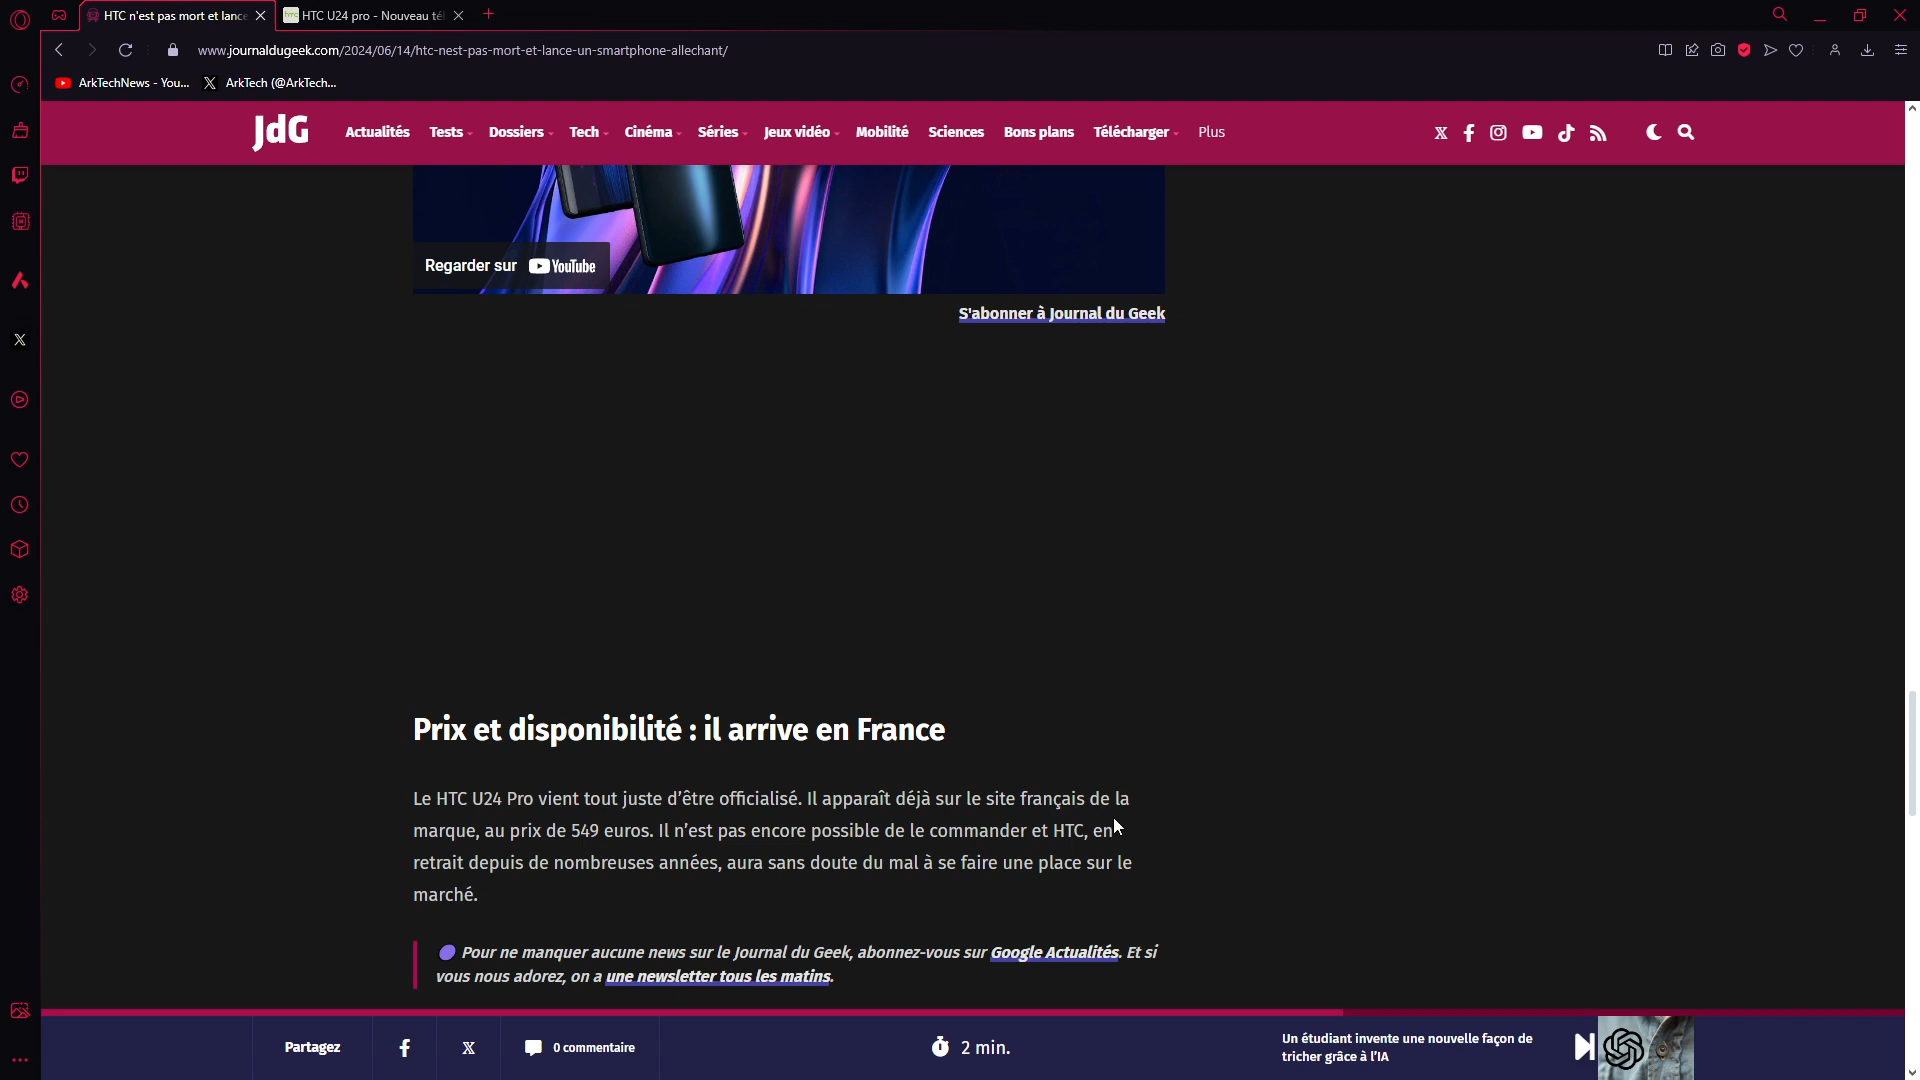 HTC n'est pas mort et lance
HTC U24 pro - Nouveau tél
www.journaldugeek.com/2024/06/14/htc-nest-pas-mort-et-lance-un-smartphone-allechant/
ArkTechNews - You...
ArkTech (@ArkTech...
JdG
Actualités Tests Dossiers Tech Cinéma Séries Jeux vidéo Mobilité Sciences Bons plans Télécharger Plus
Regarder sur YouTube
S'abonner à Journal du Geek
Prix et disponibilité : il arrive en France
Le HTC U24 Pro vient tout juste d’être officialisé. Il apparaît déjà sur le site français de la
marque, au prix de 549 euros. Il n’est pas encore possible de le commander et HTC, en
retrait depuis de nombreuses années, aura sans doute du mal à se faire une place sur le
marché.
Pour ne manquer aucune news sur le Journal du Geek, abonnez-vous sur Google Actualités. Et si
vous nous adorez, on a une newsletter tous les matins.
Partagez
0 commentaire
2 min.
Un étudiant invente une nouvelle façon de
tricher grâce à l’IA